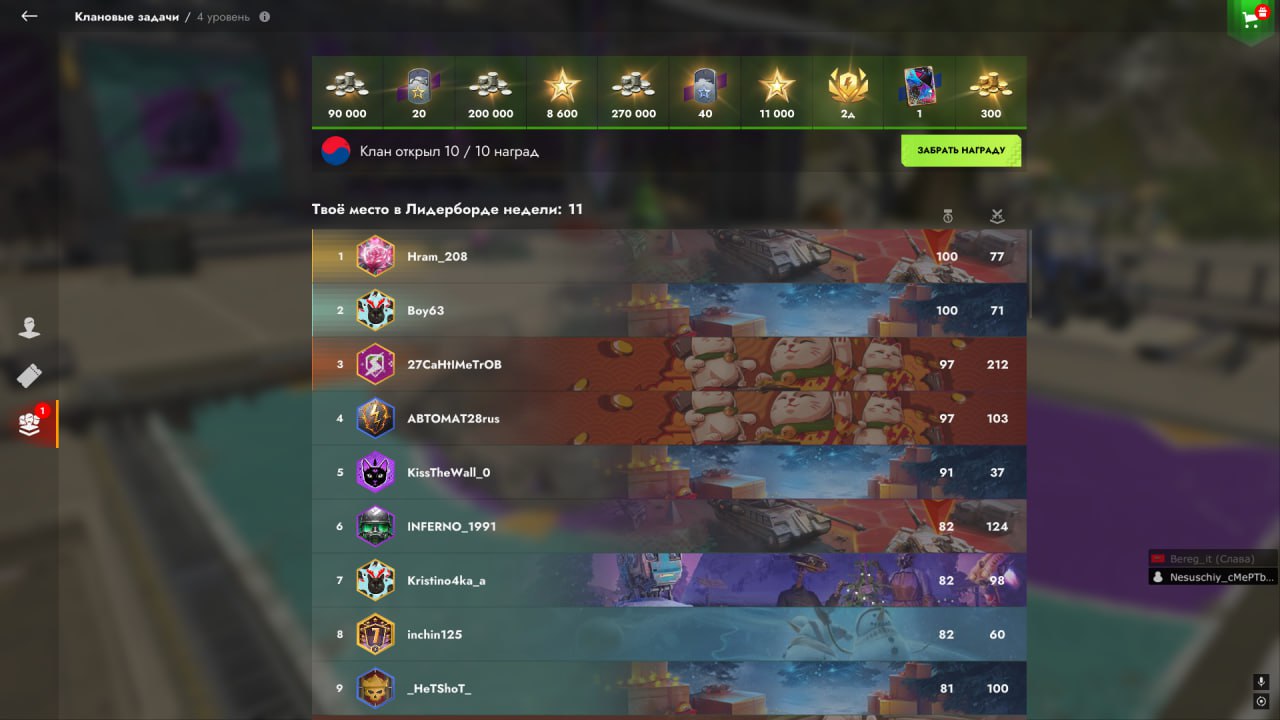 Клановые задачи / 4 уровень
90 000 20 200 000 8 600 270 000 40 11 000 2д 1 300
Клан открыл 10 / 10 наград
ЗАБРАТЬ НАГРАДУ
Твоё место в Лидерборде недели: 11
1 Hram_208 100 77
2 Boy63 100 71
3 27CaHtIMeTrOB 97 212
4 ABTOMAT28rus 97 103
1
5 KissTheWall_0 91 37
6 INFERNO_1991 82 124
7 Kristino4ka_a 82 98
Bereg_it (Слава)
Nesuschiy_cMePTb...
8 inchin125 82 60
9 _HeTShoT_ 81 100